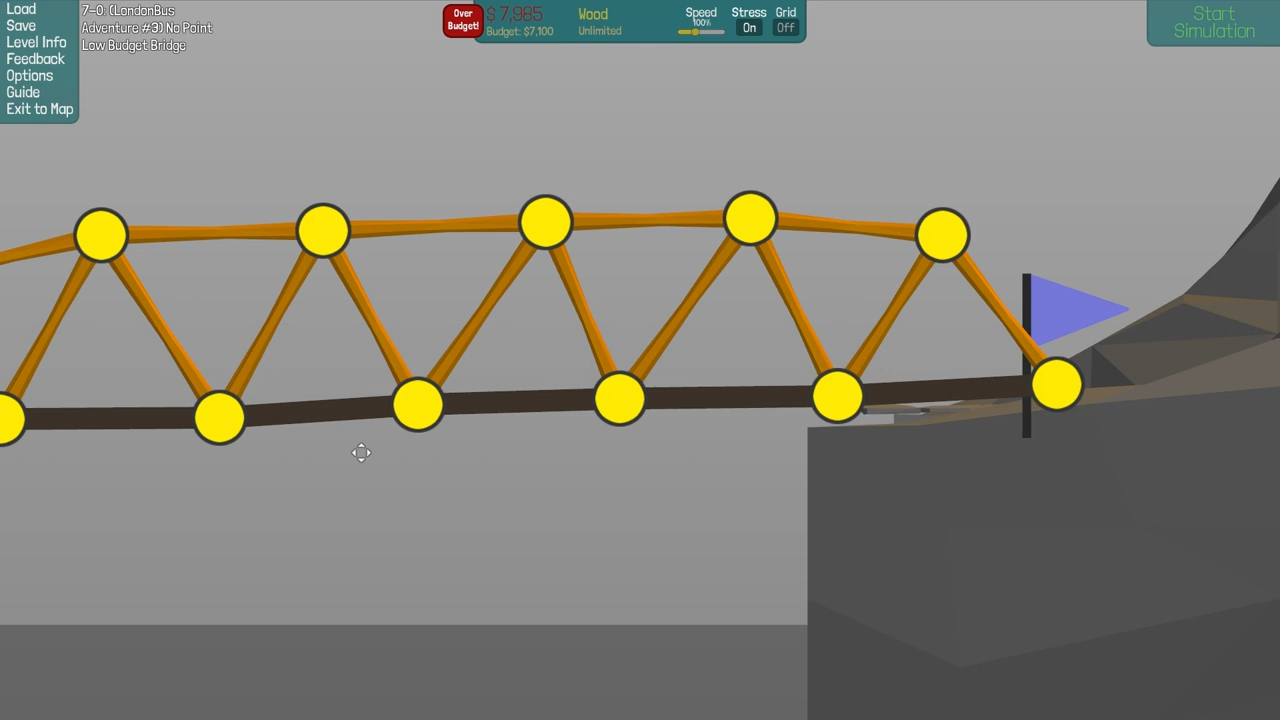 Load
Save
Level Info
Feedback
Options
Guide
Exit to Map
7-0: (LondonBus
Adventure #3) No Point
Low Budget Bridge
Over
Budget!
$ 7,985
Budget: $7,100
Wood
Unlimited
Speed
100%
Stress
On
Grid
Off
Start
Simulation